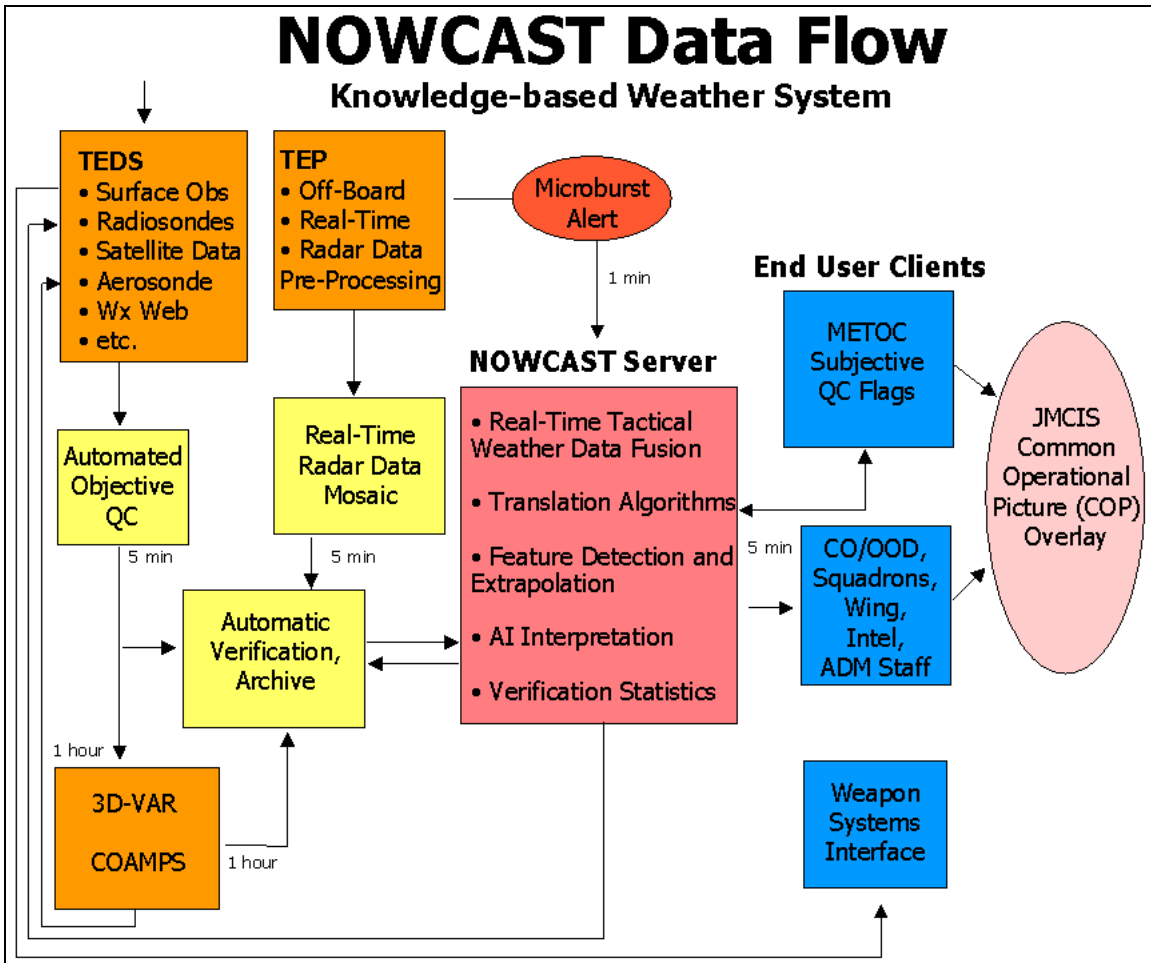 NOWCAST Data Flow
Knowledge-based Weather System
TEDS
• Surface Obs
• Radiosondes
• Satellite Data
• Aerosonde
• Wx Web
• etc.
TEP
• Off-Board
• Real-Time
• Radar Data
Pre-Processing
Microburst
Alert
1 min
End User Clients
METOC
Subjective
QC Flags
JMCIS
Common
Operational
Picture (COP)
Overlay
NOWCAST Server
• Real-Time Tactical
Weather Data Fusion
• Translation Algorithms
• Feature Detection and
Extrapolation
• AI Interpretation
• Verification Statistics
Automated
Objective
QC
5 min
Real-Time
Radar Data
Mosaic
5 min
5 min
CO/OOD,
Squadrons,
Wing,
Intel,
ADM Staff
Automatic
Verification,
Archive
1 hour
3D-VAR
COAMPS
1 hour
Weapon
Systems
Interface